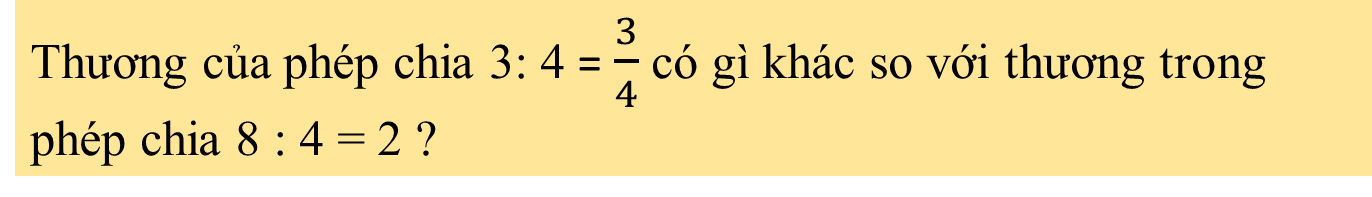 Thương của phép chia 3: 4 = 3/4 có gì khác so với thương trong
phép chia 8 : 4 = 2 ?